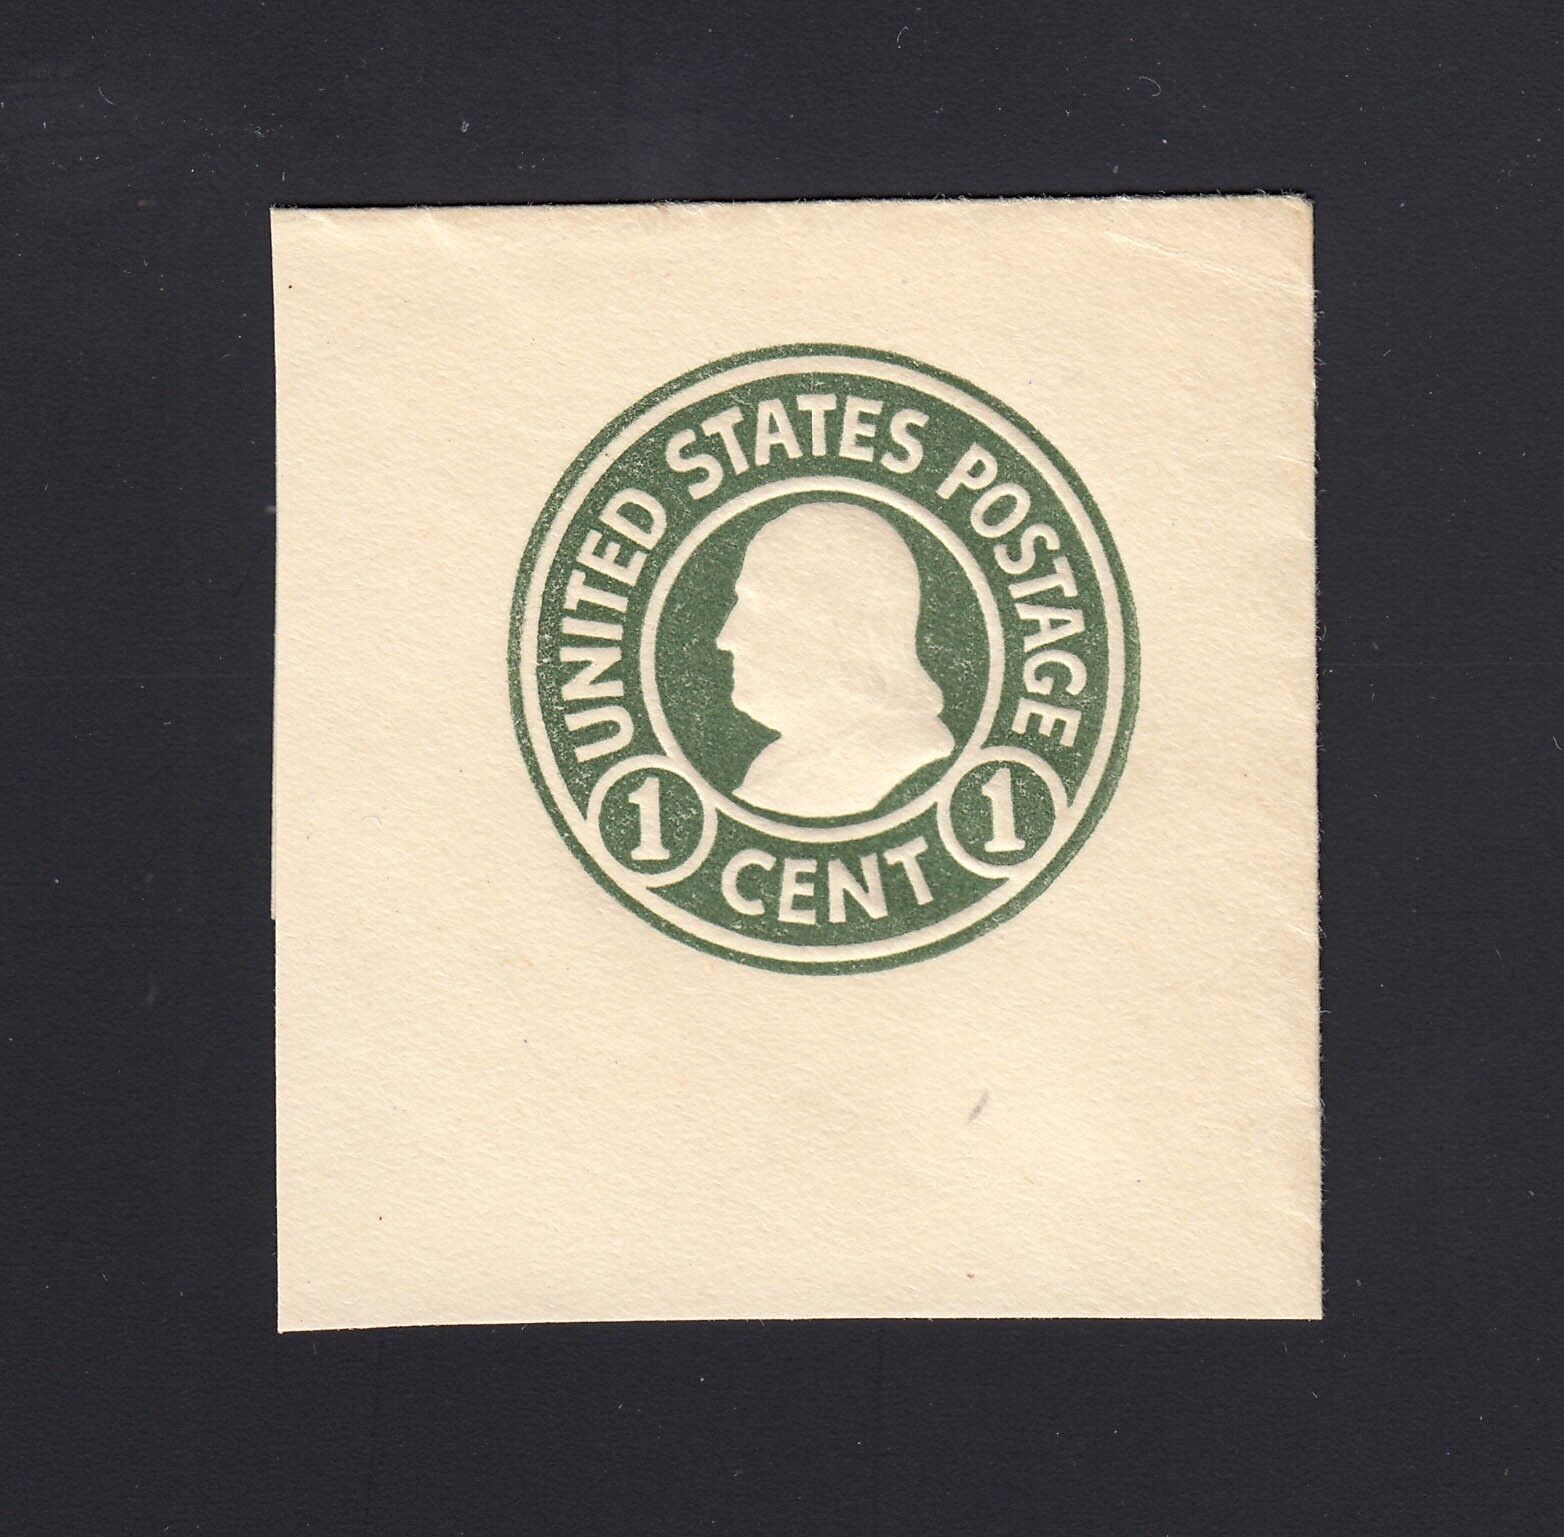 UNITED STATES POSTAGE
1 CENT 1